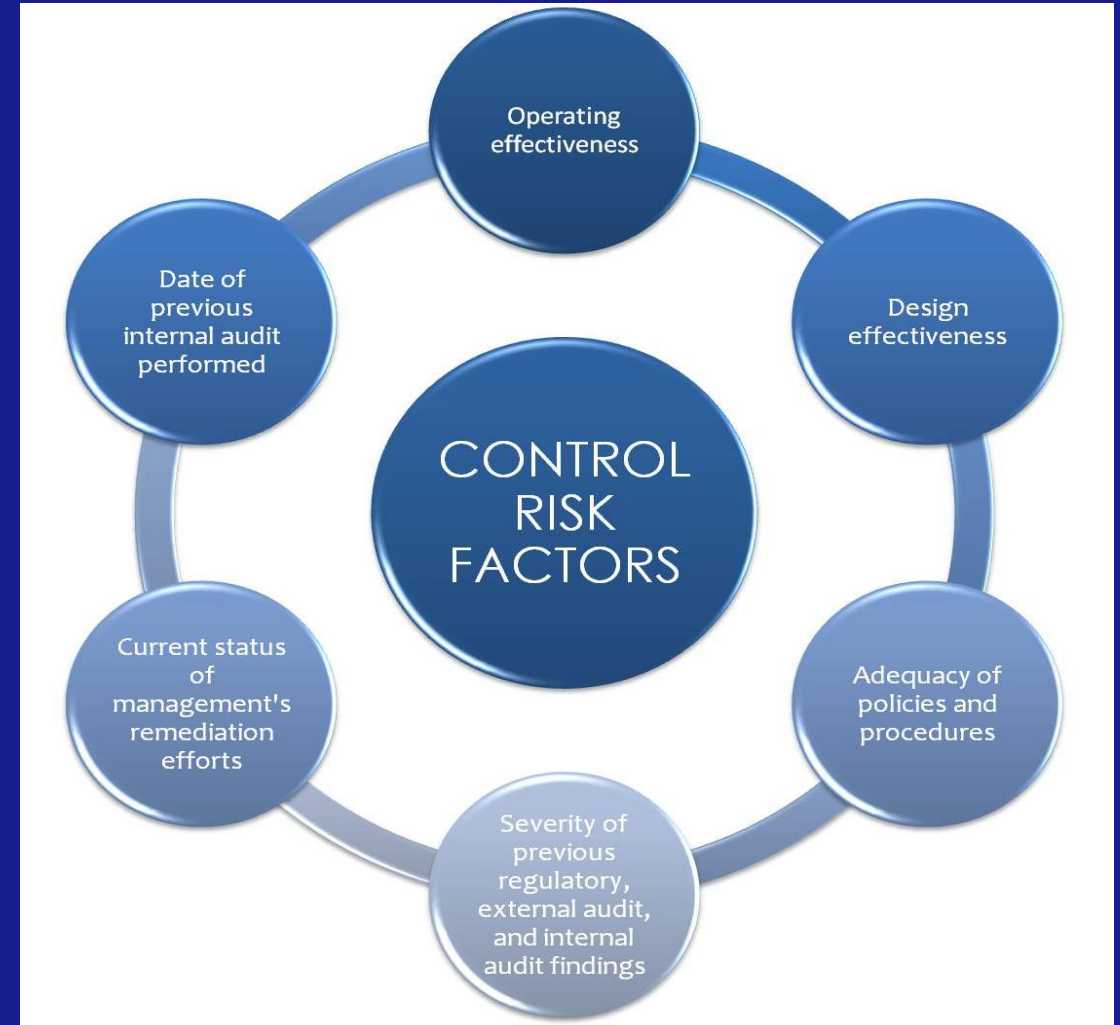 Operating
effectiveness
Design
effectiveness
Adequacy of
policies and
procedures
Severity of
previous
regulatory,
external audit,
and internal
audit findings
Current status
of
management's
remediation
efforts
Date of
previous
internal audit
performed
CONTROL
RISK
FACTORS